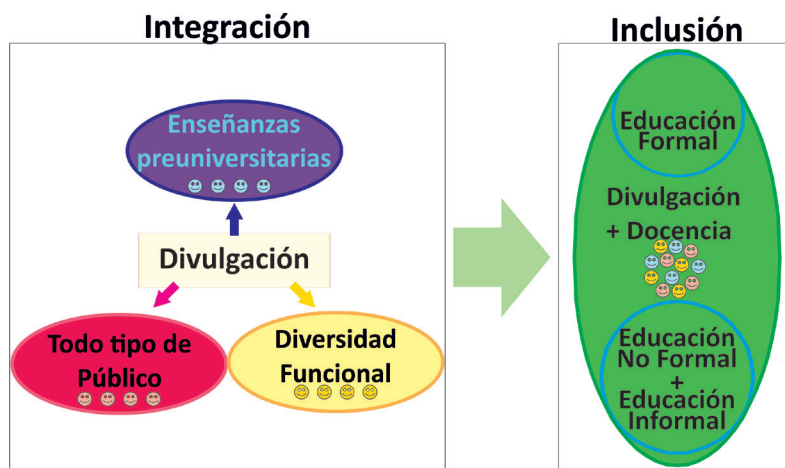 Integración
Enseñanzas
preuniversitarias
Divulgación
Todo tipo de
Público
Diversidad
Funcional
Inclusión
Educación
Formal
Divulgación
+ Docencia
Educación
No Formal
+
Educación
Informal